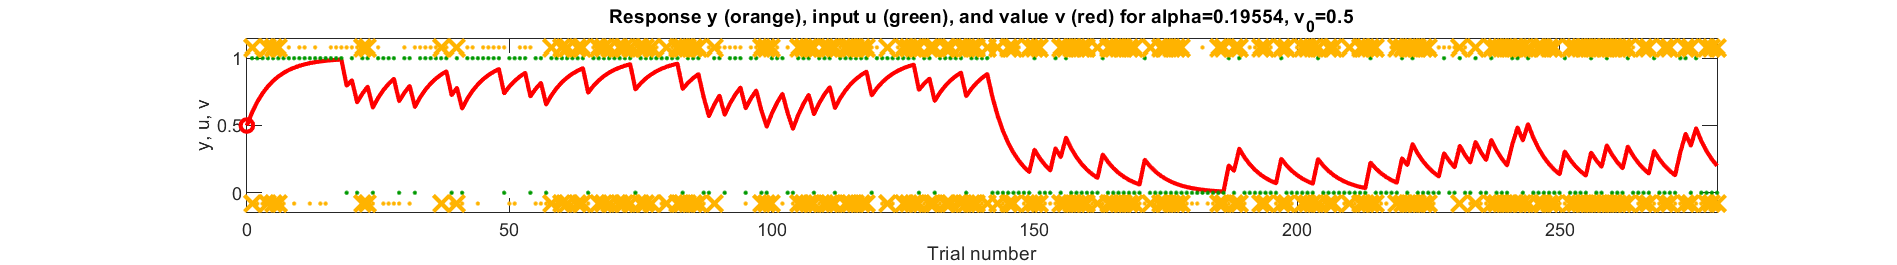 Response y (orange), input u (green), and value v (red) for alpha=0.19554, v_0=0.5
y, u, v
1
0.5
0
0 50 100 150 200 250
Trial number